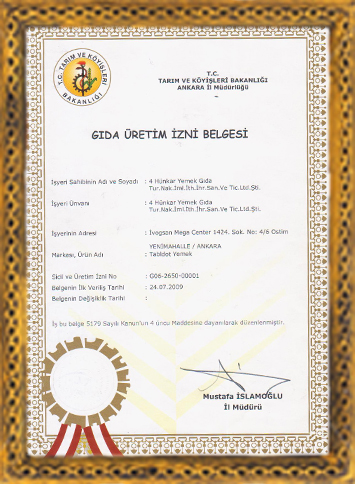 T.C. TARIM VE KÖYİŞLERİ
BAKANLIĞI
T.C.
TARIM VE KÖYİŞLERİ BAKANLIĞI
ANKARA İl Müdürlüğü
GIDA ÜRETİM İZNİ BELGESİ
İşyeri Sahibinin Adı ve Soyadı : 4 Hünkar Yemek Gıda
Tur.Nak.İml.İth.İhr.San.Ve Tic.Ltd.Şti.
İşyeri Ünvanı : 4 Hünkar Yemek Gıda
Tur.Nak.İml.İth.İhr.San.Ve Tic.Ltd.Şti.
İşyerinin Adresi : İvogsan Mega Center 1424. Sok. No: 4/6 Ostim
YENİMAHALLE / ANKARA
Markası, Ürün Adı : Tabldot Yemek
Sicil ve Üretim İzni No : G06-2650-00001
Belgenin İlk Veriliş Tarihi : 24.07.2009
Belgenin Değişiklik Tarihi :
İş bu belge 5179 Sayılı Kanun'un 4 üncü Maddesine dayanılarak düzenlenmiştir.
Mustafa İSLAMOĞLU
İl Müdürü